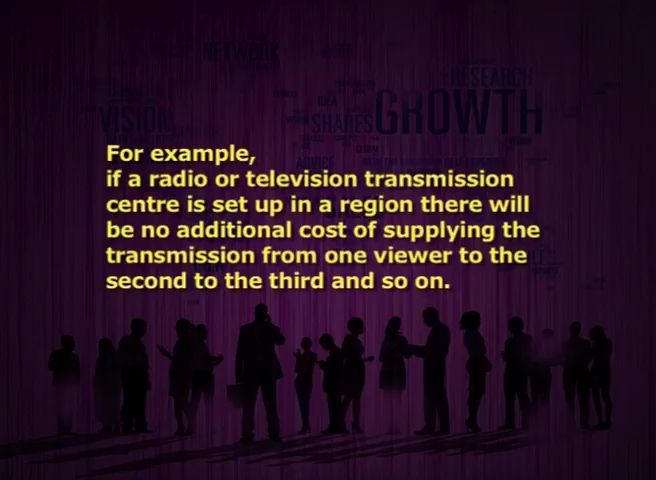 NETWORK
RESEARCH
IDEA
VISION
SHARES
GROWTH
ADVICE
For example,
if a radio or television transmission
centre is set up in a region there will
be no additional cost of supplying the
transmission from one viewer to the
second to the third and so on.